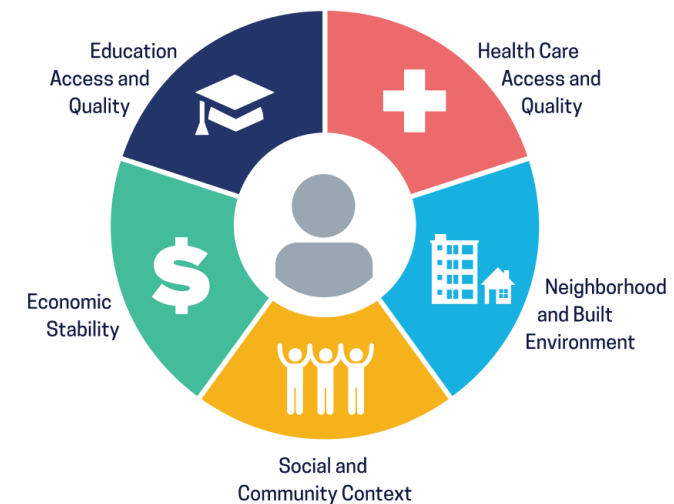 Education
Access and
Quality
Health Care
Access and
Quality
$
Economic
Stability
Neighborhood
and Built
Environment
Social and
Community Context